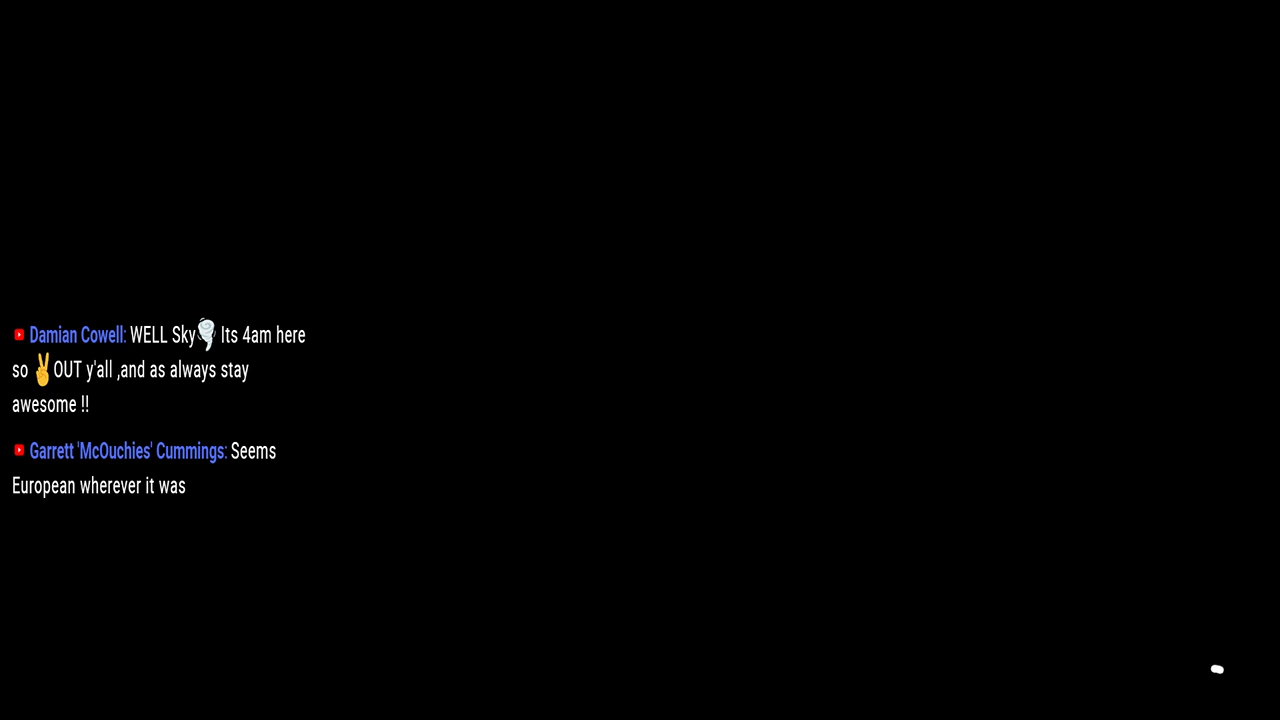 Damian Cowell: WELL Sky🌪️ Its 4am here
so ✌️OUT y'all ,and as always stay
awesome !!
Garrett 'McOuchies' Cummings: Seems
European wherever it was